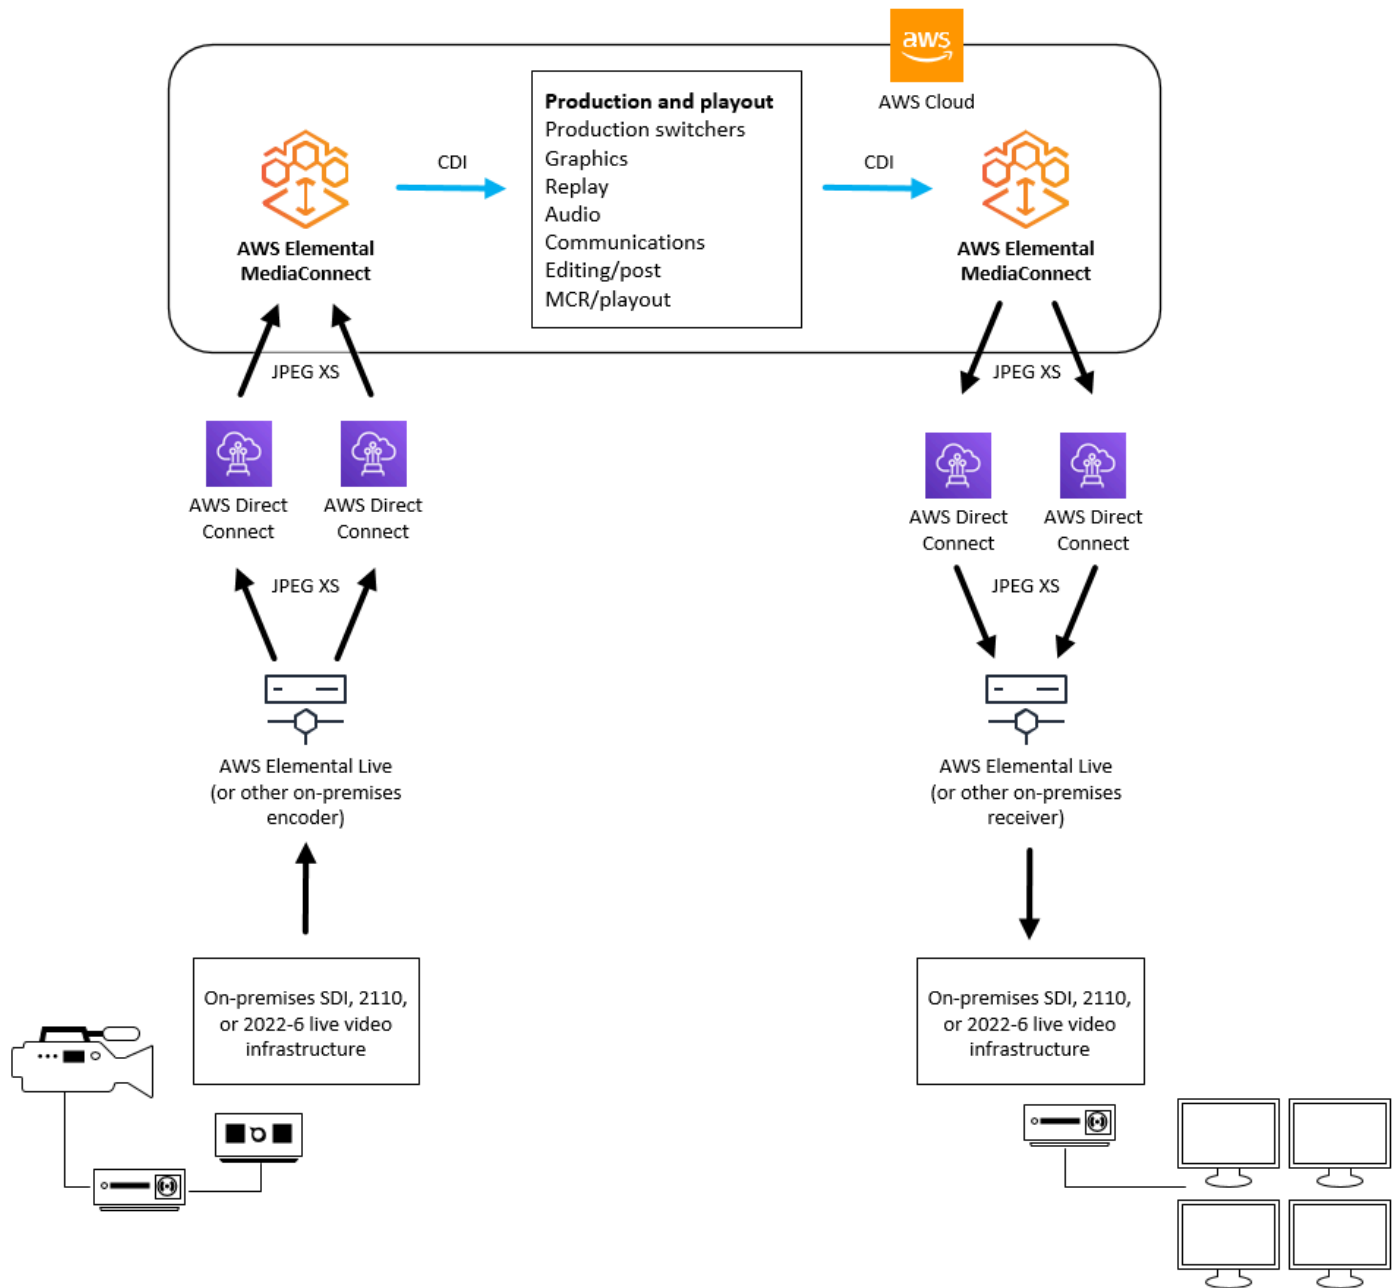 aws
AWS Cloud
Production and playout
Production switchers
Graphics
Replay
Audio
Communications
Editing/post
MCR/playout
CDI
CDI
AWS Elemental
MediaConnect
AWS Elemental
MediaConnect
JPEG XS
JPEG XS
AWS Direct
Connect
AWS Direct
Connect
AWS Direct
Connect
AWS Direct
Connect
JPEG XS
JPEG XS
AWS Elemental Live
(or other on-premises
encoder)
AWS Elemental Live
(or other on-premises
receiver)
On-premises SDI, 2110,
or 2022-6 live video
infrastructure
On-premises SDI, 2110,
or 2022-6 live video
infrastructure